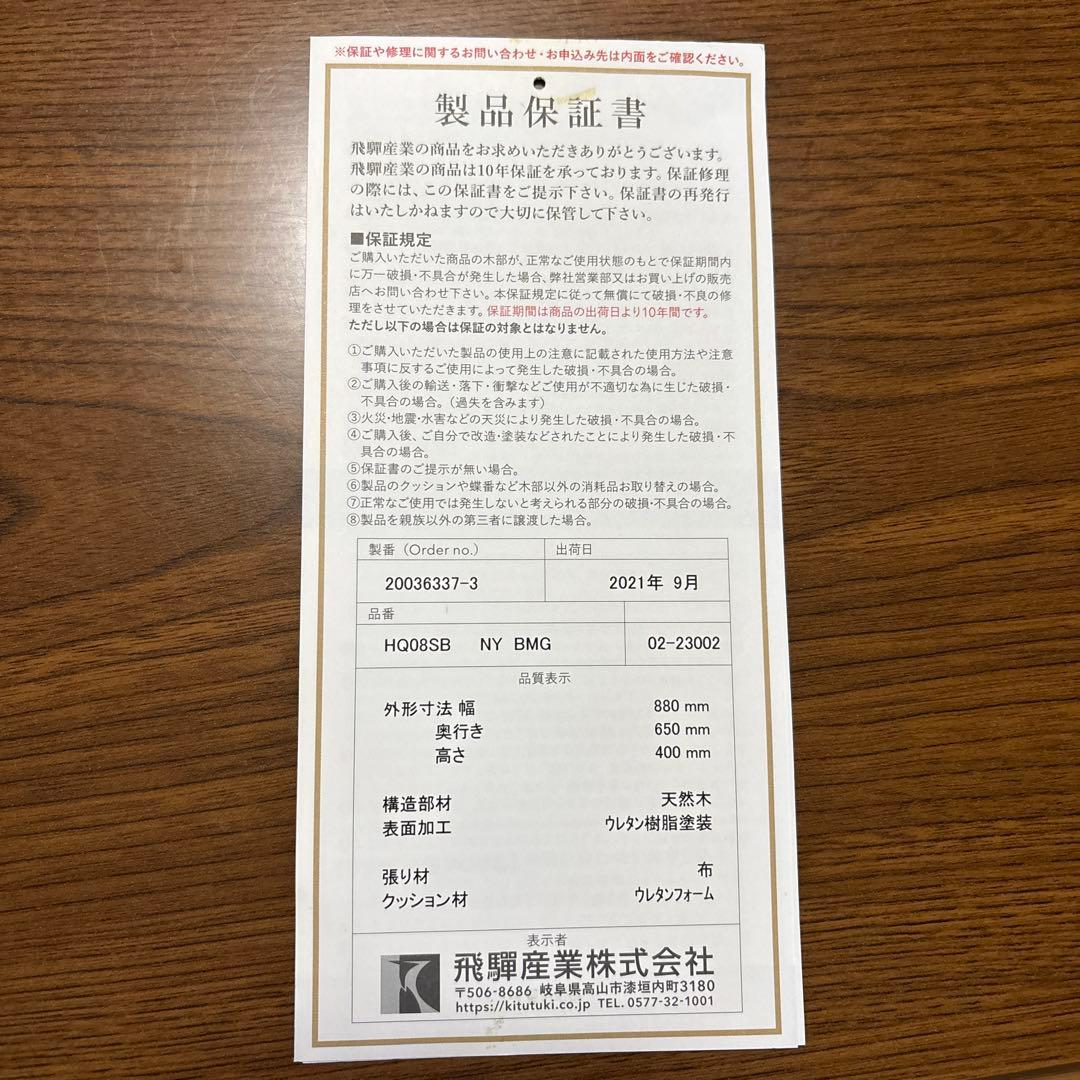 ※保証や修理に関するお問い合わせ・お申込み先は内面をご確認ください。
製品保証書
飛驒産業の商品をお求めいただきありがとうございます。
飛驒産業の商品は10年保証を承っております。保証修理
の際には、この保証書をご提示下さい。保証書の再発行
はいたしかねますので大切に保管して下さい。
■保証規定
ご購入いただいた商品の木部が、正常なご使用状態のもとで保証期間内
に万一破損・不具合が発生した場合、弊社営業部又はお買い上げの販売
店へお問い合わせ下さい。本保証規定に従って無償にて破損・不良の修
理をさせていただきます。保証期間は商品の出荷日より10年間です。
ただし以下の場合は保証の対象とはなりません。
①ご購入いただいた製品の使用上の注意に記載された使用方法や注意
事項に反するご使用によって発生した破損・不具合の場合。
②ご購入後の輸送・落下・衝撃などご使用が不適切な為に生じた破損・
不具合の場合。（過失を含みます）
③火災・地震・水害などの天災により発生した破損・不具合の場合。
④ご購入後、ご自分で改造・塗装などされたことにより発生した破損・不
具合の場合。
⑤保証書のご提示が無い場合。
⑥製品のクッションや蝶番など木部以外の消耗品お取り替えの場合。
⑦正常なご使用では発生しないと考えられる部分の破損・不具合の場合。
⑧製品を親族以外の第三者に譲渡した場合。
製番（Order no.） 出荷日
20036337-3 2021年 9月
品番
HQ08SB NY BMG 02-23002
品質表示
外形寸法 幅 880 mm
奥行き 650 mm
高さ 400 mm
構造部材 天然木
表面加工 ウレタン樹脂塗装
張り材 布
クッション材 ウレタンフォーム
表示者
飛驒産業株式会社
〒506-8686 岐阜県高山市漆垣内町3180
https://kitutuki.co.jp TEL. 0577-32-1001